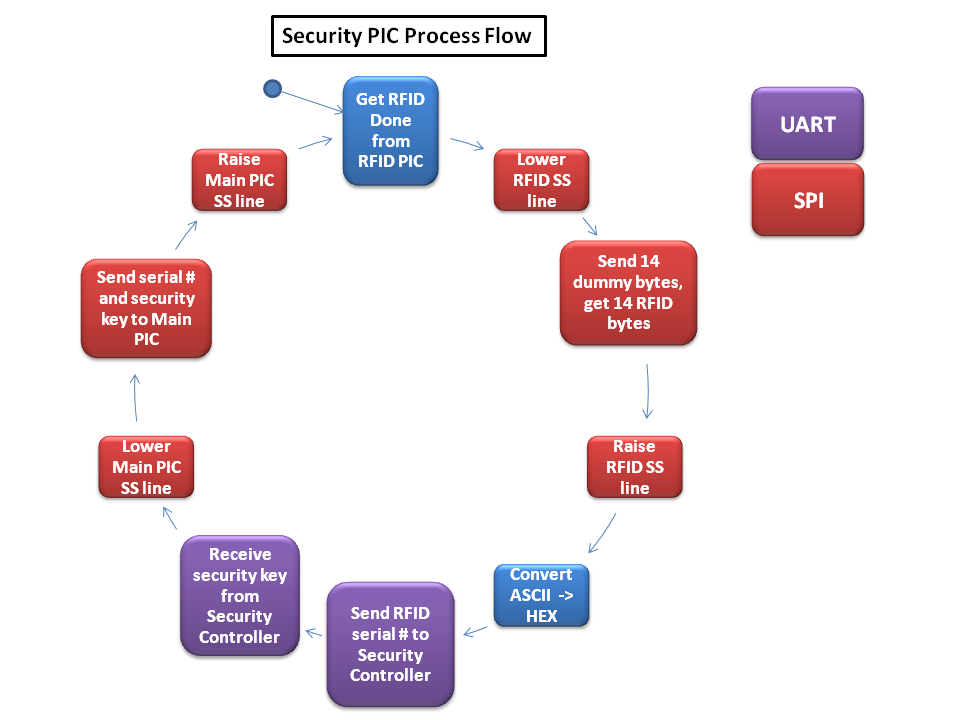 Security PIC Process Flow
Get RFID
Done
from
RFID PIC
Lower
RFID SS
line
Send 14
dummy bytes,
get 14 RFID
bytes
Raise
RFID SS
line
Convert
ASCII -> 
HEX
Send RFID
serial # to
Security
Controller
Receive
security key
from
Security
Controller
Lower
Main PIC
SS line
Send serial #
and security
key to Main
PIC
Raise
Main PIC
SS line
UART
SPI